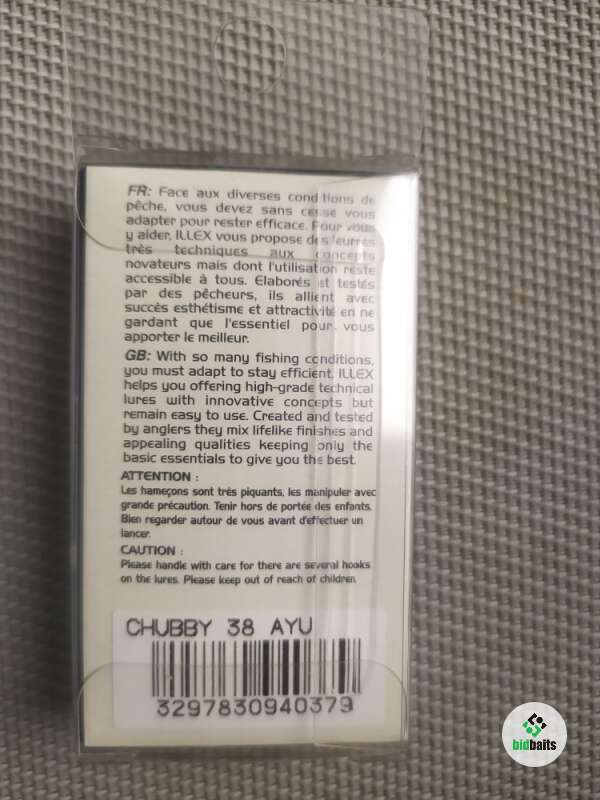 FR: Face aux diverses conditions de
pêche, vous devez sans cesse vous
adapter pour rester efficace. Pour vous
y aider, ILLEX vous propose des leurres
très techniques aux concepts
novateurs mais dont l'utilisation reste
accessible à tous. Elaborés et testés
par des pêcheurs, ils allient avec
succès esthétisme et attractivité en ne
gardant que l'essentiel pour vous
apporter le meilleur.
GB: With so many fishing conditions,
you must adapt to stay efficient. ILLEX
helps you offering high-grade technical
lures with innovative concepts but
remain easy to use. Created and tested
by anglers they mix lifelike finishes and
appealing qualities keeping only the
basic essentials to give you the best.
ATTENTION :
Les hameçons sont très piquants, les manipuler avec
grande précaution. Tenir hors de portée des enfants.
Bien regarder autour de vous avant d'effectuer un
lancer.
CAUTION :
Please handle with care for there are several hooks
on the lures. Please keep out of reach of children.
CHUBBY 38 AYU
3297830940379
bidbaits